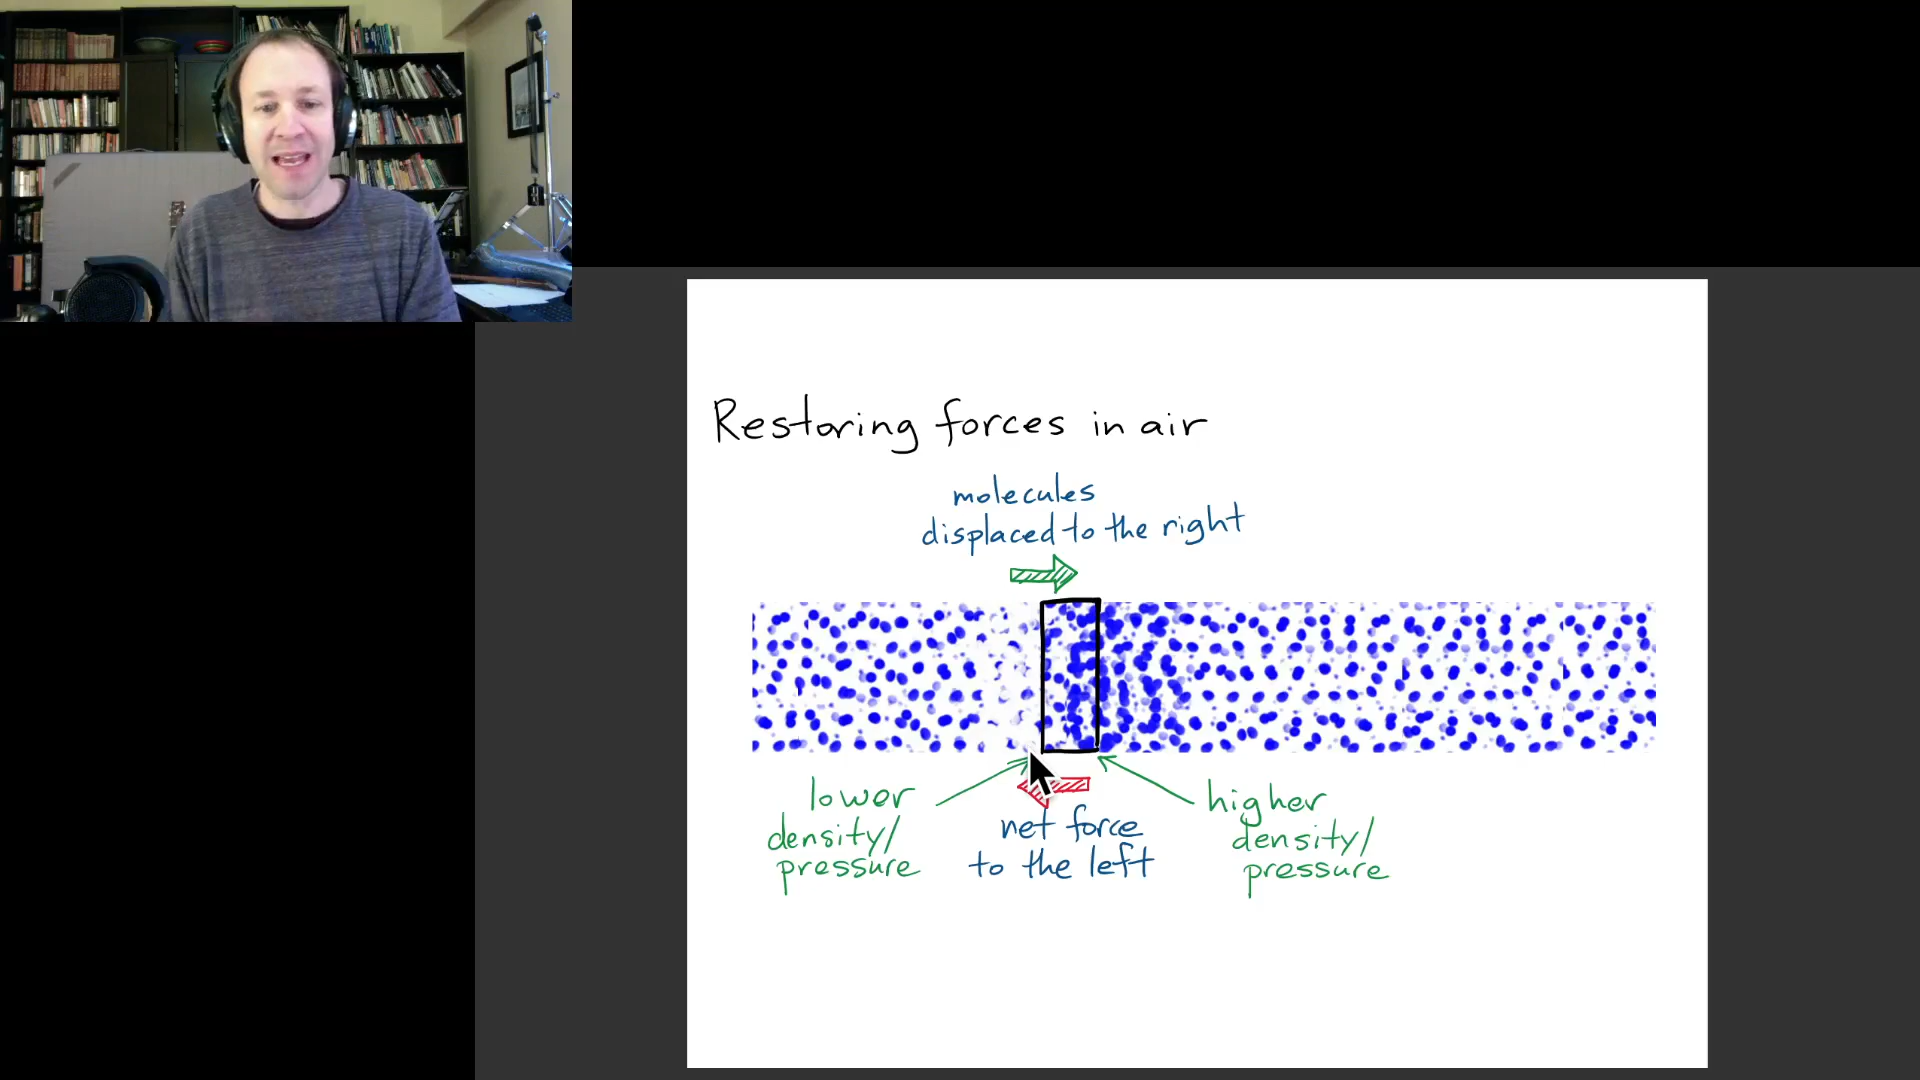 Restoring forces in air
molecules
displaced to the right
lower
density/
pressure
net force
to the left
higher
density/
pressure